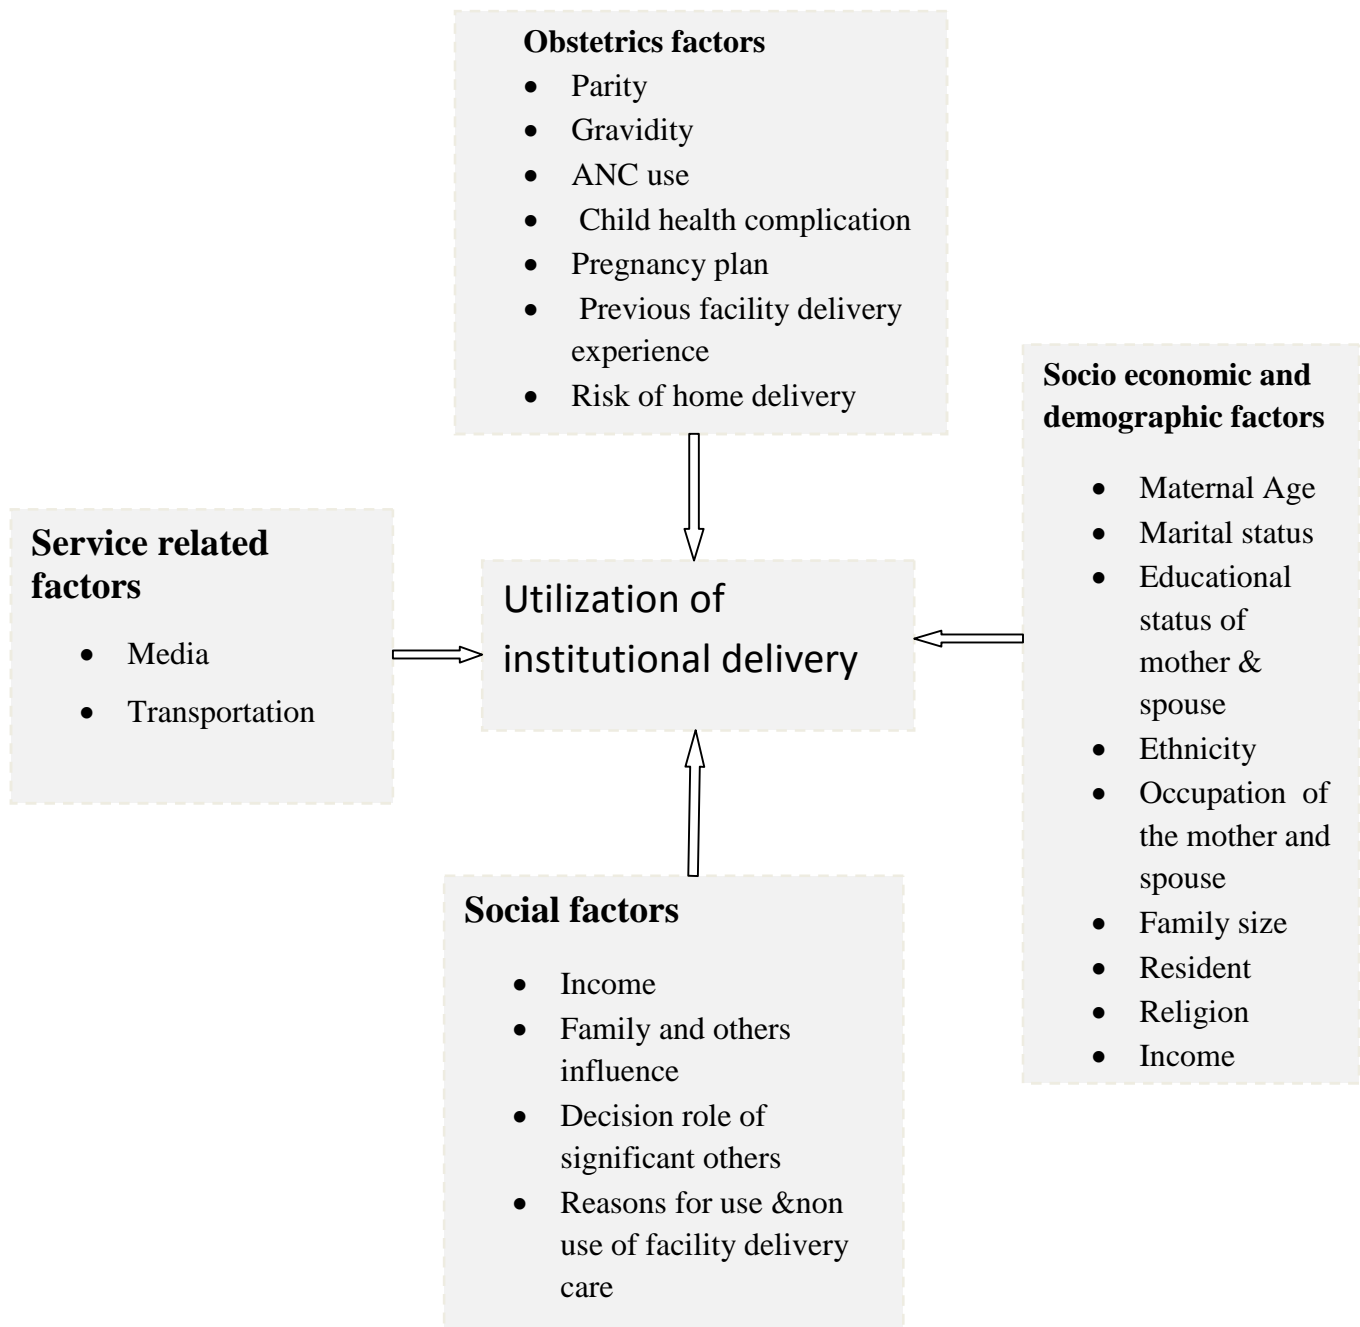 Obstetrics factors
• Parity
• Gravidity
• ANC use
• Child health complication
• Pregnancy plan
• Previous facility delivery
experience
• Risk of home delivery
Socio economic and
demographic factors
• Maternal Age
• Marital status
• Educational
status of
mother &
spouse
• Ethnicity
• Occupation of
the mother and
spouse
• Family size
• Resident
• Religion
• Income
Service related
factors
• Media
• Transportation
Utilization of
institutional delivery
Social factors
• Income
• Family and others
influence
• Decision role of
significant others
• Reasons for use &non
use of facility delivery
care